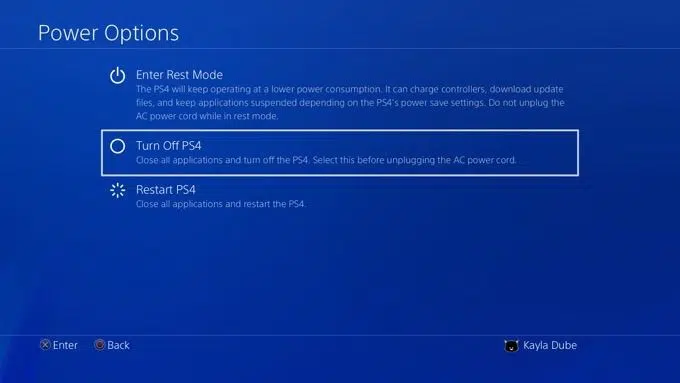 Power Options
Enter Rest Mode
The PS4 will keep operating at a lower power consumption. It can charge controllers, download update
files, and keep applications suspended depending on the PS4's power save settings. Do not unplug the
AC power cord while in rest mode.
Turn Off PS4
Close all applications and turn off the PS4. Select this before unplugging the AC power cord.
Restart PS4
Close all applications and restart the PS4.
Enter Back Kayla Dube